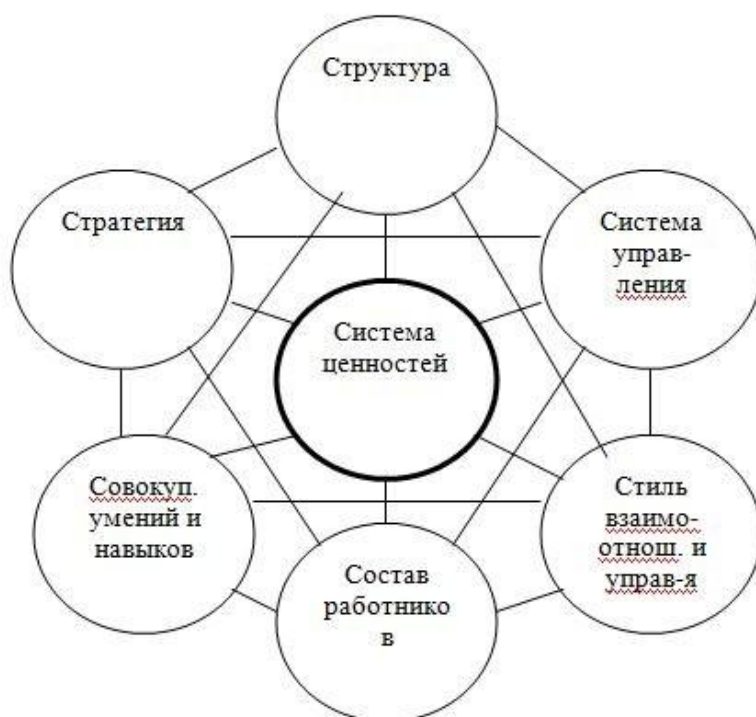 Структура
Стратегия
Система
управ-
ления
Система
ценностей
Совокуп.
умений и
навыков
Стиль
взаимо-
отнош. и
управ-я
Состав
работнико
в